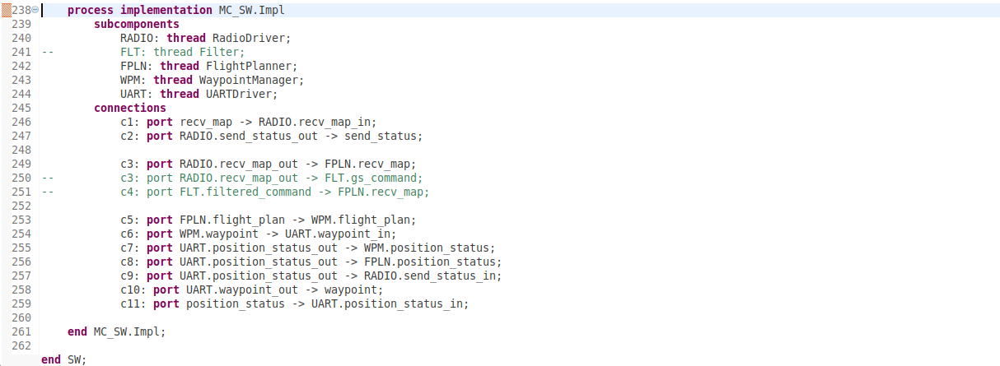 238 process implementation MC_SW.Impl
239 subcomponents
240 RADIO: thread RadioDriver;
241 -- FLT: thread Filter;
242 FPLN: thread FlightPlanner;
243 WPM: thread WaypointManager;
244 UART: thread UARTDriver;
245 connections
246 c1: port recv_map -> RADIO.recv_map_in;
247 c2: port RADIO.send_status_out -> send_status;
248
249 c3: port RADIO.recv_map_out -> FPLN.recv_map;
250 -- c3: port RADIO.recv_map_out -> FLT.gs_command;
251 -- c4: port FLT.filtered_command -> FPLN.recv_map;
252
253 c5: port FPLN.flight_plan -> WPM.flight_plan;
254 c6: port WPM.waypoint -> UART.waypoint_in;
255 c7: port UART.position_status_out -> WPM.position_status;
256 c8: port UART.position_status_out -> FPLN.position_status;
257 c9: port UART.position_status_out -> RADIO.send_status_in;
258 c10: port UART.waypoint_out -> waypoint;
259 c11: port position_status -> UART.position_status_in;
260
261 end MC_SW.Impl;
262
end SW;